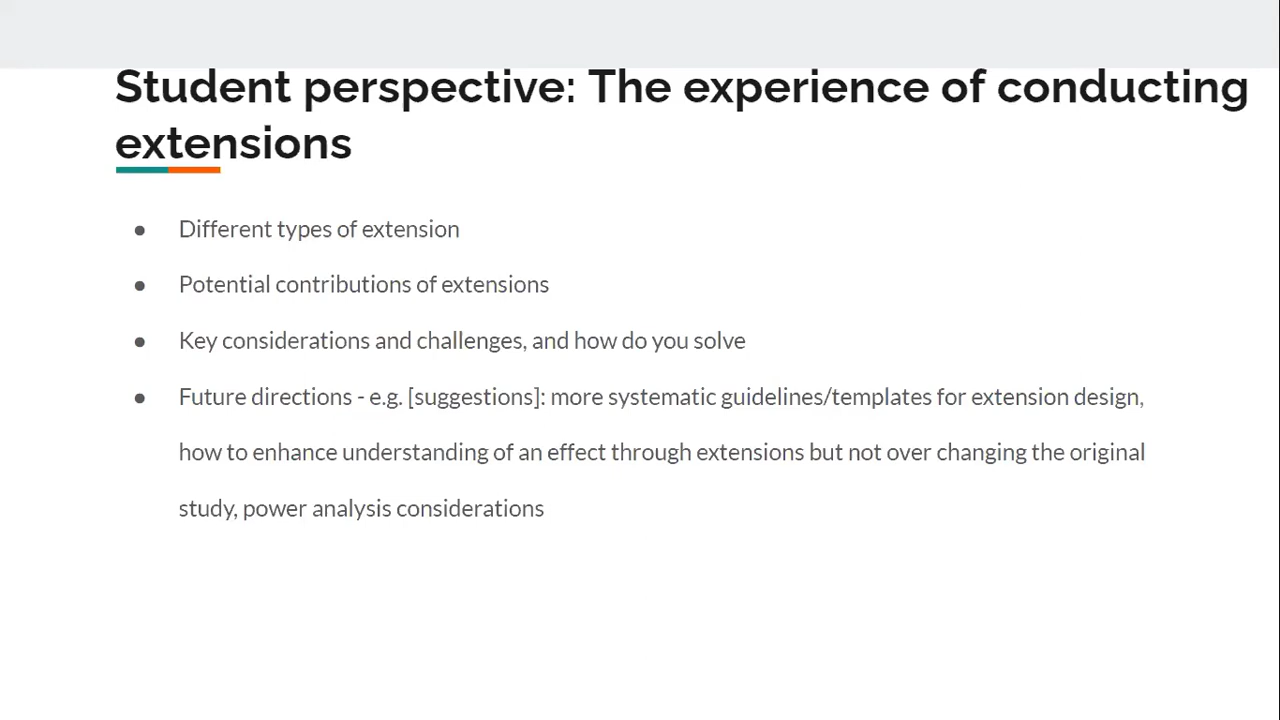 Student perspective: The experience of conducting
extensions
● Different types of extension
● Potential contributions of extensions
● Key considerations and challenges, and how do you solve
● Future directions - e.g. [suggestions]: more systematic guidelines/templates for extension design,
how to enhance understanding of an effect through extensions but not over changing the original
study, power analysis considerations